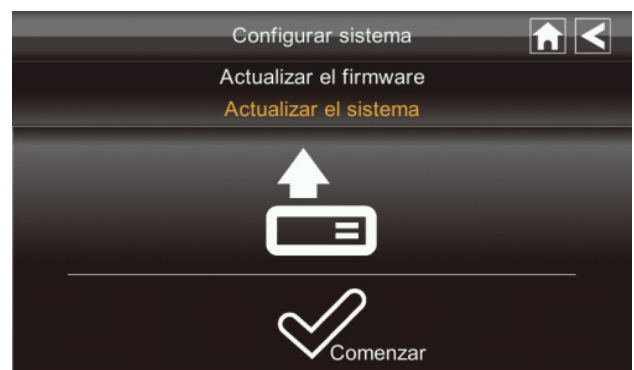 Configurar sistema
Actualizar el firmware
Actualizar el sistema
Comenzar